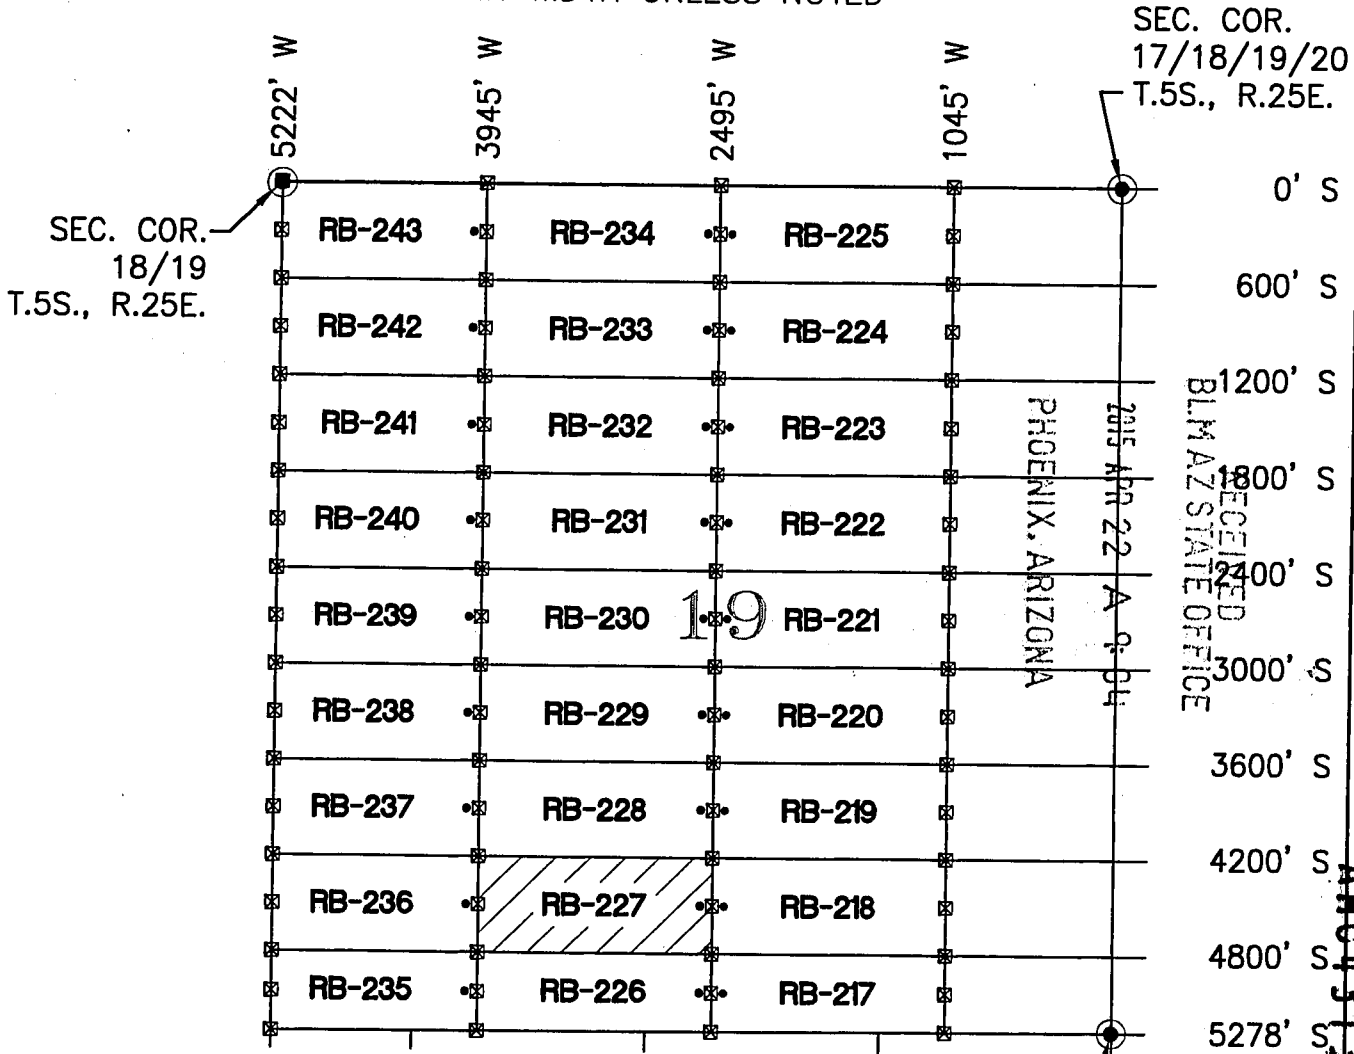 UNLESS NOTED
SEC. COR.
17/18/19/20
T.5S., R.25E.
5222' W
3945' W
2495' W
1045' W
0' S
SEC. COR.
18/19
T.5S., R.25E.
RB-243 RB-234 RB-225
600' S
RB-242 RB-233 RB-224
1200' S
RB-241 RB-232 RB-223
1800' S
RB-240 RB-231 RB-222
2400' S
RB-239 RB-230 19 RB-221
3000' S
RB-238 RB-229 RB-220
3600' S
RB-237 RB-228 RB-219
4200' S
RB-236 RB-227 RB-218
4800' S
RB-235 RB-226 RB-217
5278' S
RECEIVED
BLM AZ STATE OFFICE
2015 APR 22 A 9: 04
PHOENIX, ARIZONA